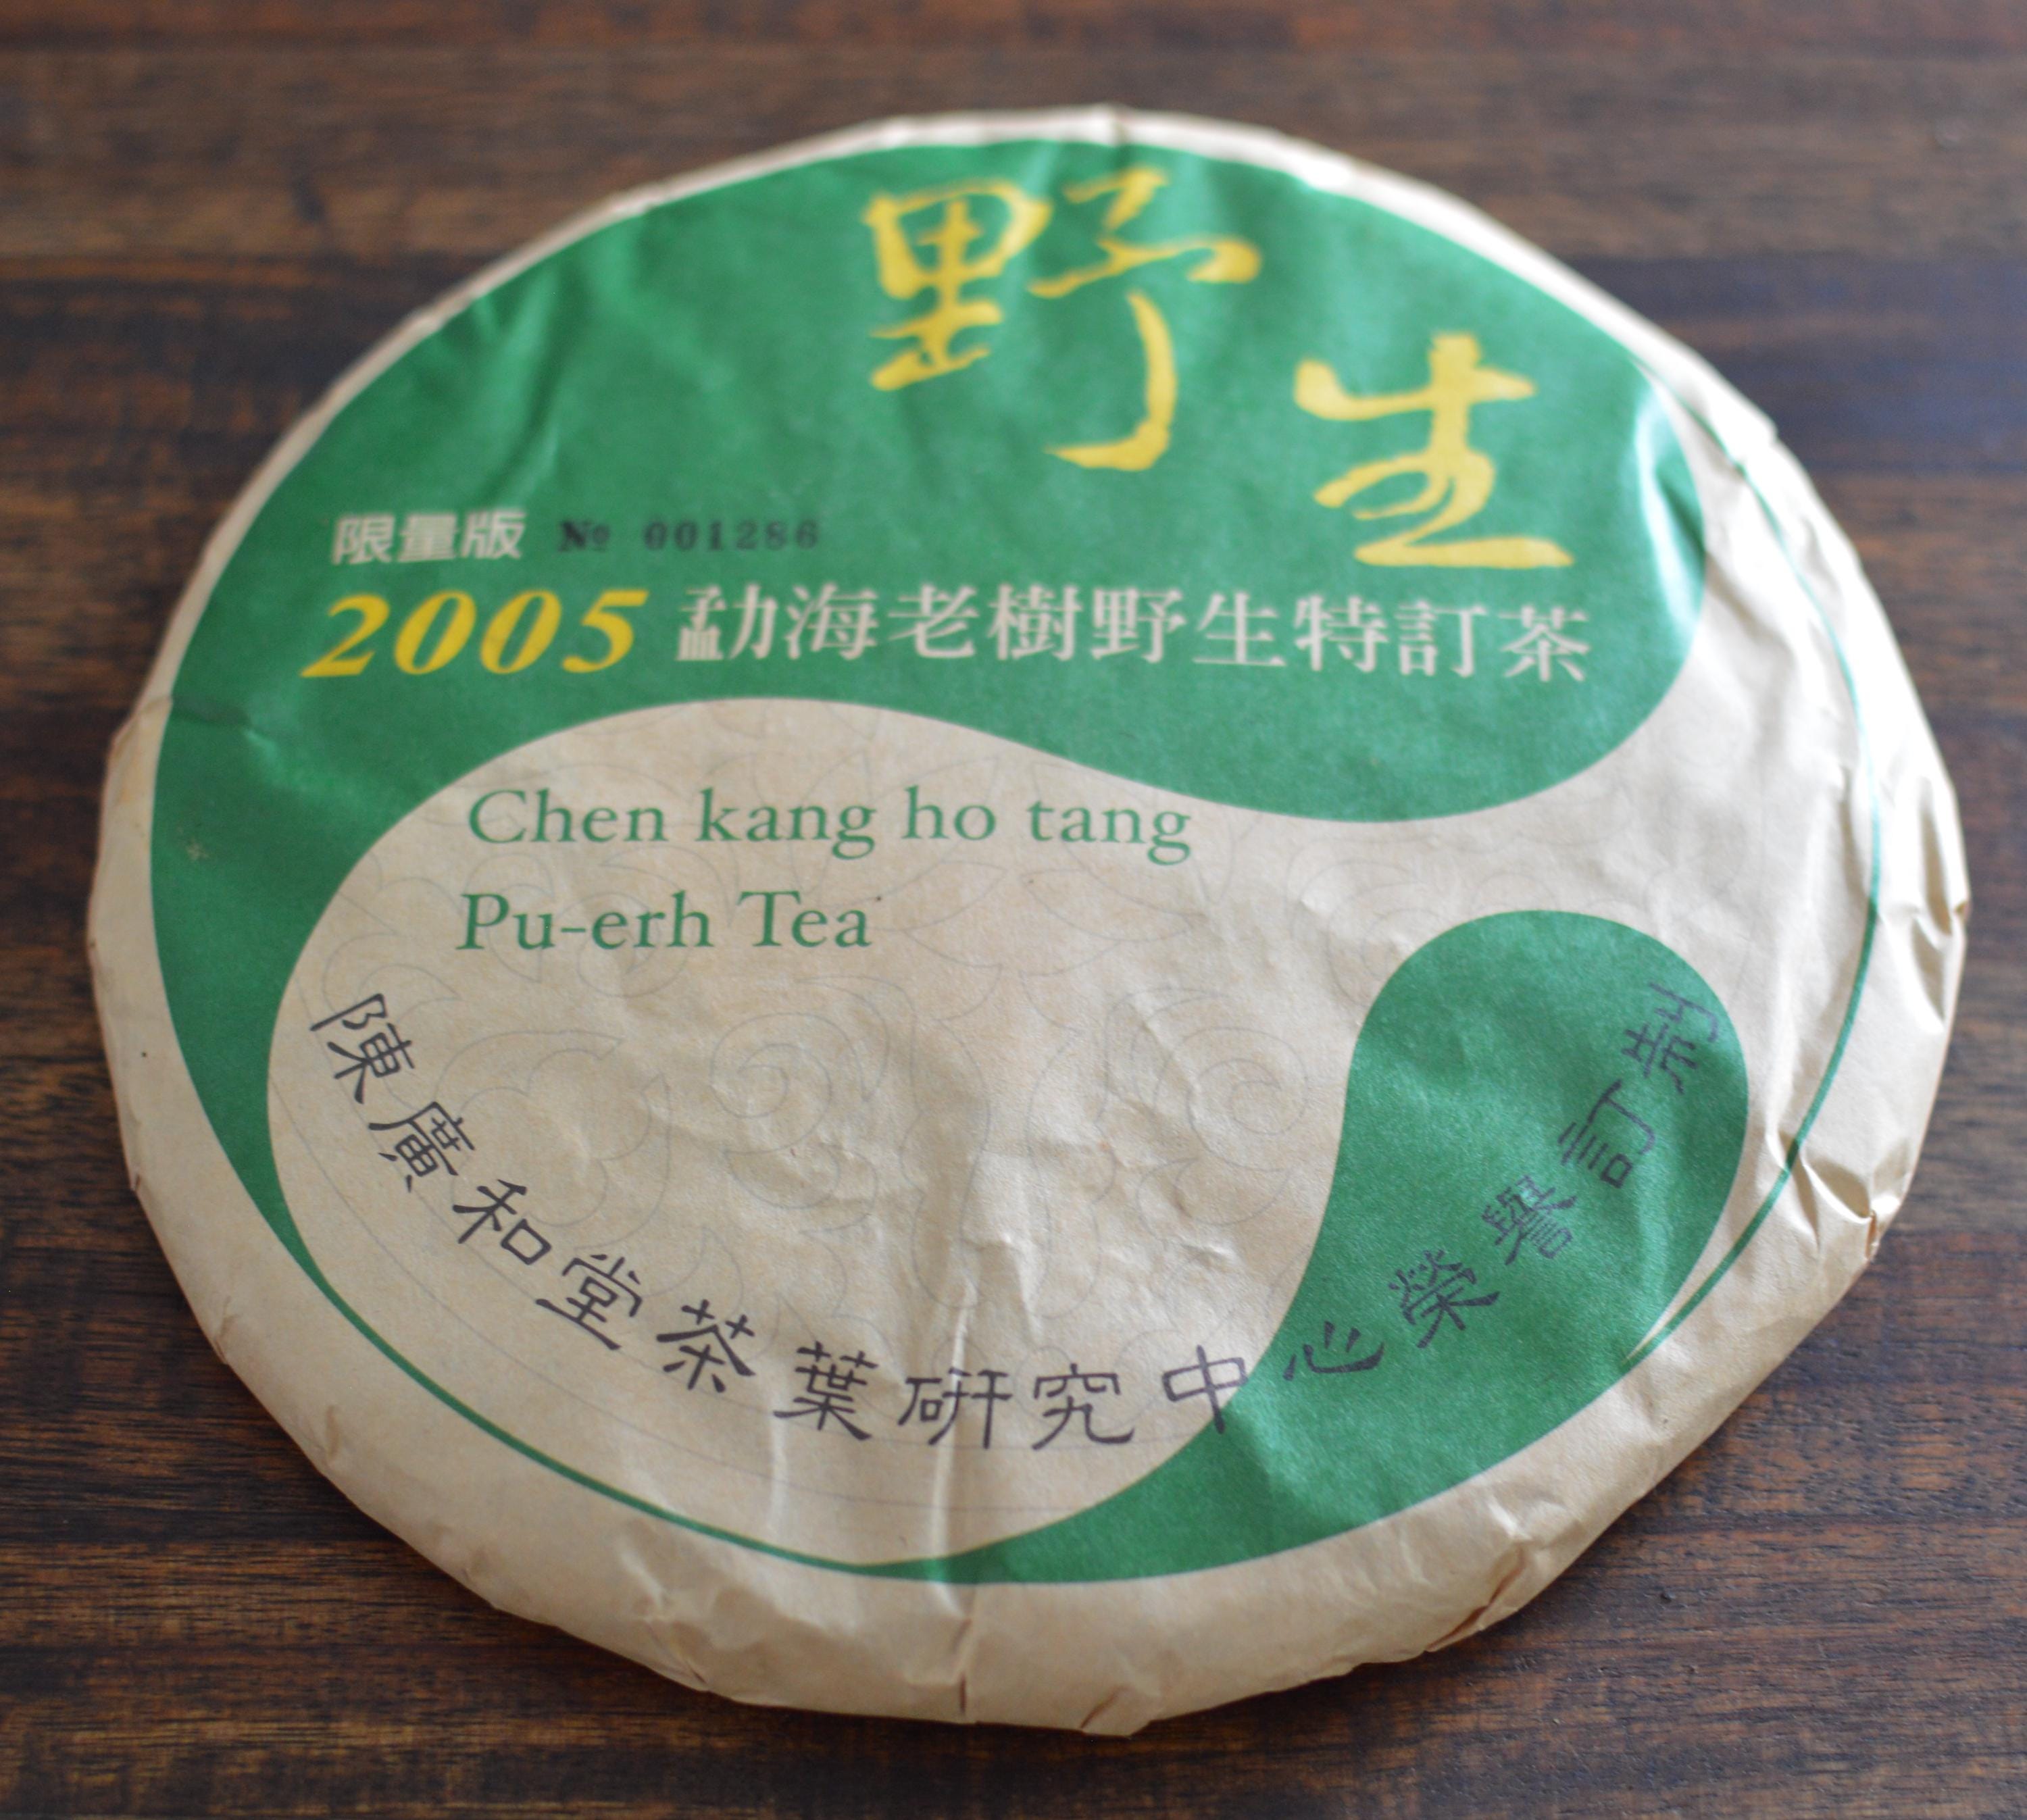 野生
限量版 № 001286
2005 勐海老樹野生特訂茶
Chen kang ho tang
Pu-erh Tea
陳廣和堂茶葉研究中心榮譽訂制